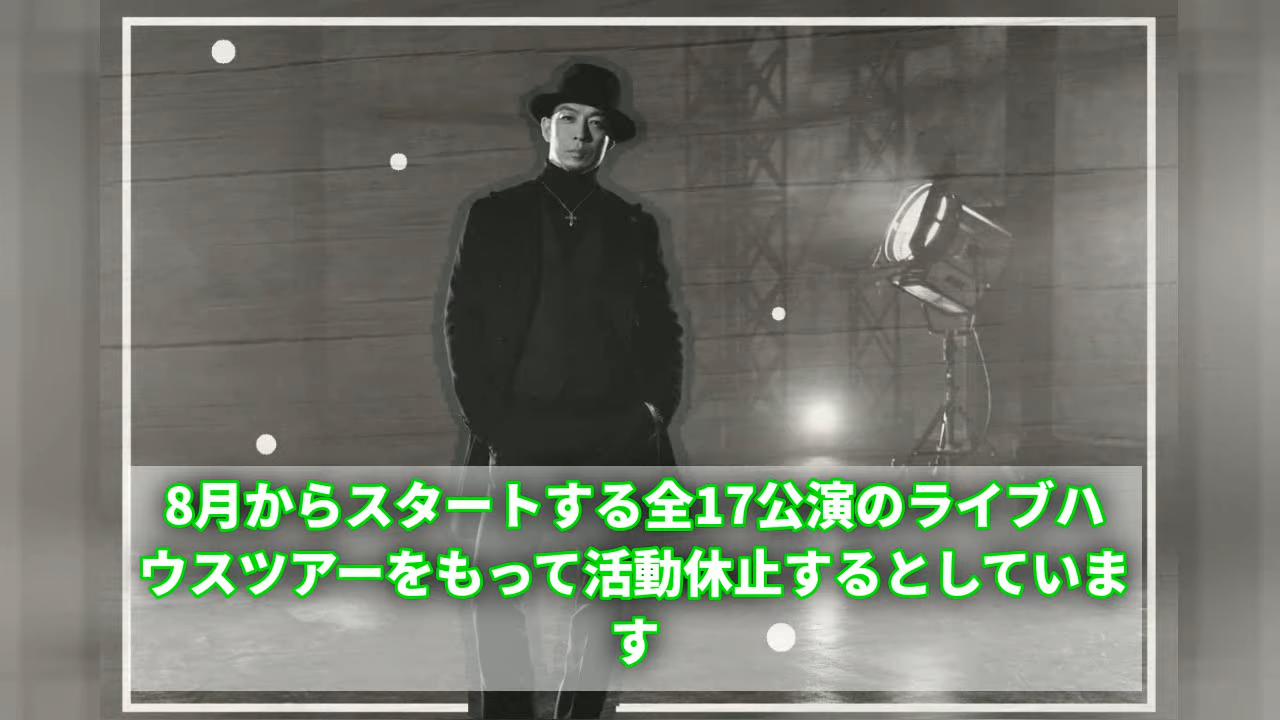 8月からスタートする全17公演のライブハ
ウスツアーをもって活動休止するとしていま
す